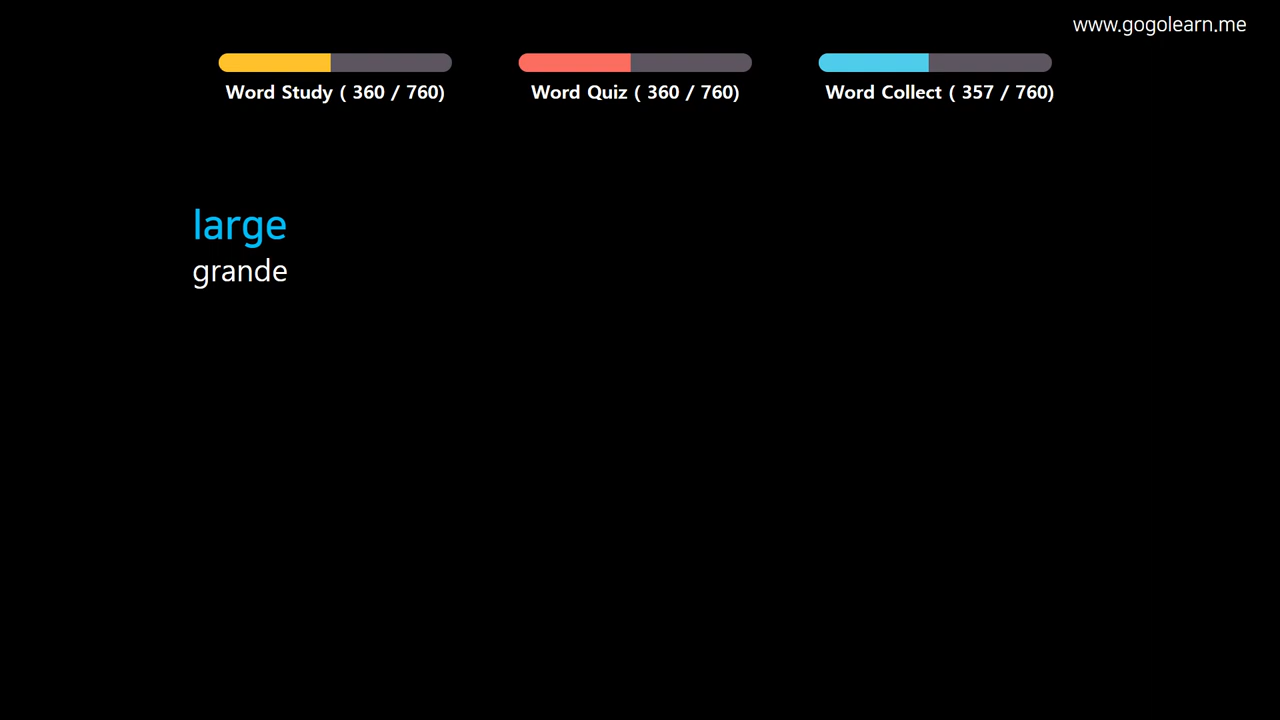 www.gogolearn.me
Word Study ( 360 / 760)
Word Quiz ( 360 / 760)
Word Collect ( 357 / 760)
large
grande